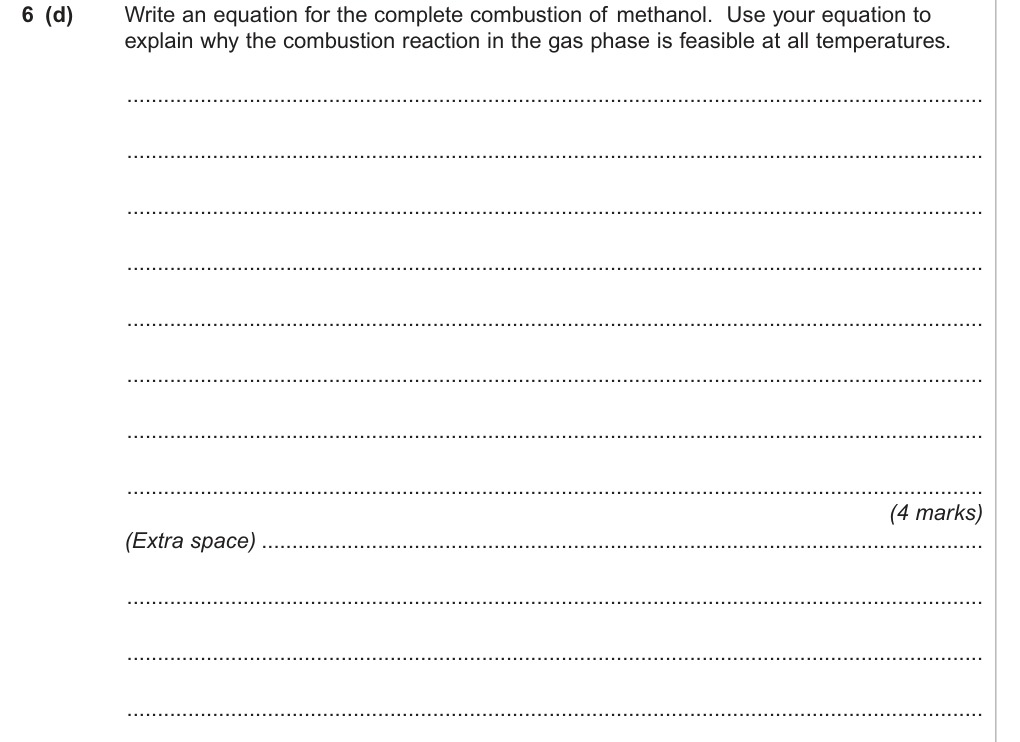 6 (d) Write an equation for the complete combustion of methanol. Use your equation to
explain why the combustion reaction in the gas phase is feasible at all temperatures.
(4 marks)
(Extra space)